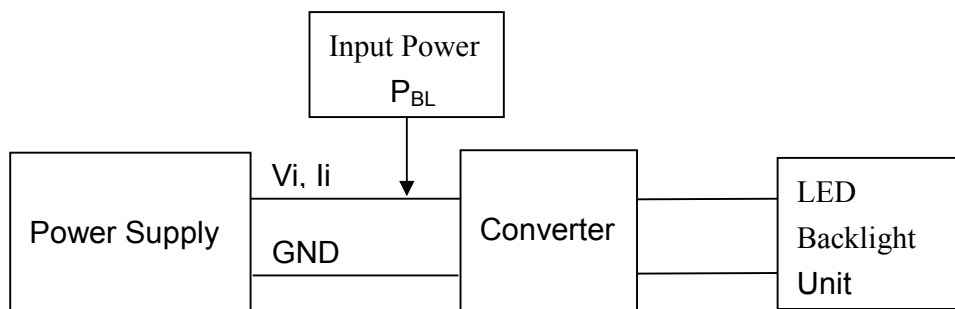 Input Power
P_BL
Vi, Ii
Power Supply
GND
Converter
LED
Backlight
Unit